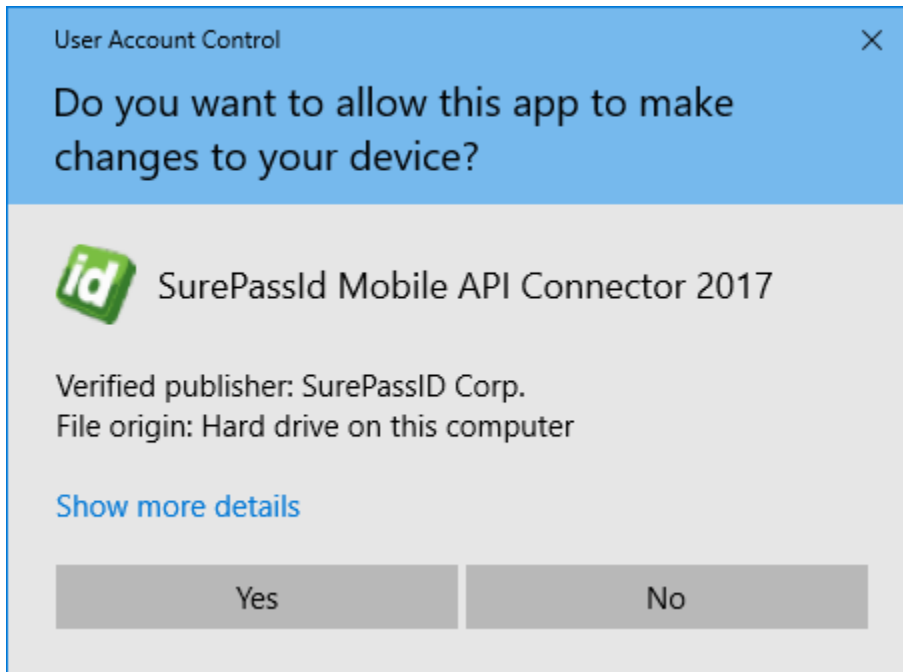 User Account Control
Do you want to allow this app to make
changes to your device?
id
SurePassId Mobile API Connector 2017
Verified publisher: SurePassID Corp.
File origin: Hard drive on this computer
Show more details
Yes
No